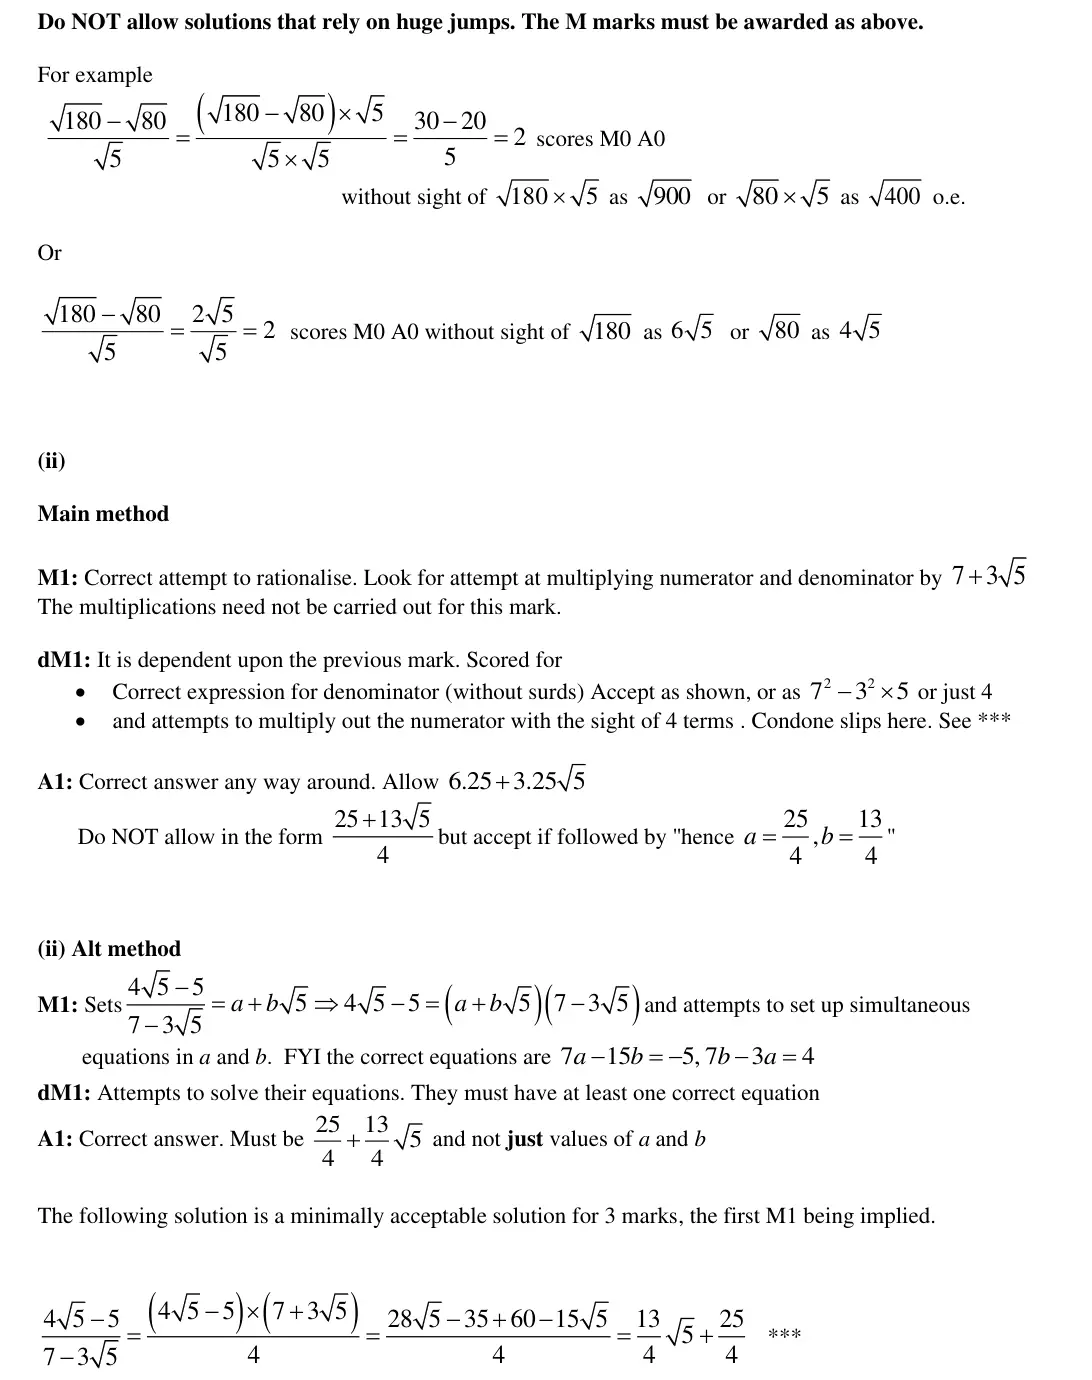 Do NOT allow solutions that rely on huge jumps. The M marks must be awarded as above.
For example
(√180 − √80)/√5 = ((√180 − √80)×√5)/(√5×√5) = (30 − 20)/5 = 2 scores M0 A0
without sight of √180 × √5 as √900 or √80 × √5 as √400 o.e.
Or
(√180 − √80)/√5 = 2√5/√5 = 2 scores M0 A0 without sight of √180 as 6√5 or √80 as 4√5
(ii)
Main method
M1: Correct attempt to rationalise. Look for attempt at multiplying numerator and denominator by 7+3√5
The multiplications need not be carried out for this mark.
dM1: It is dependent upon the previous mark. Scored for
• Correct expression for denominator (without surds) Accept as shown, or as 7² − 3² × 5 or just 4
• and attempts to multiply out the numerator with the sight of 4 terms . Condone slips here. See ***
A1: Correct answer any way around. Allow 6.25+3.25√5
Do NOT allow in the form (25+13√5)/4 but accept if followed by "hence a = 25/4, b = 13/4"
(ii) Alt method
M1: Sets (4√5 − 5)/(7 − 3√5) = a + b√5 ⇒ 4√5 − 5 = (a + b√5)(7 − 3√5) and attempts to set up simultaneous
equations in a and b. FYI the correct equations are 7a − 15b = −5, 7b − 3a = 4
dM1: Attempts to solve their equations. They must have at least one correct equation
A1: Correct answer. Must be 25/4 + 13/4 √5 and not just values of a and b
The following solution is a minimally acceptable solution for 3 marks, the first M1 being implied.
(4√5 − 5)/(7 − 3√5) = ((4√5 − 5)×(7 + 3√5))/4 = (28√5 − 35 + 60 − 15√5)/4 = 13/4 √5 + 25/4 ***